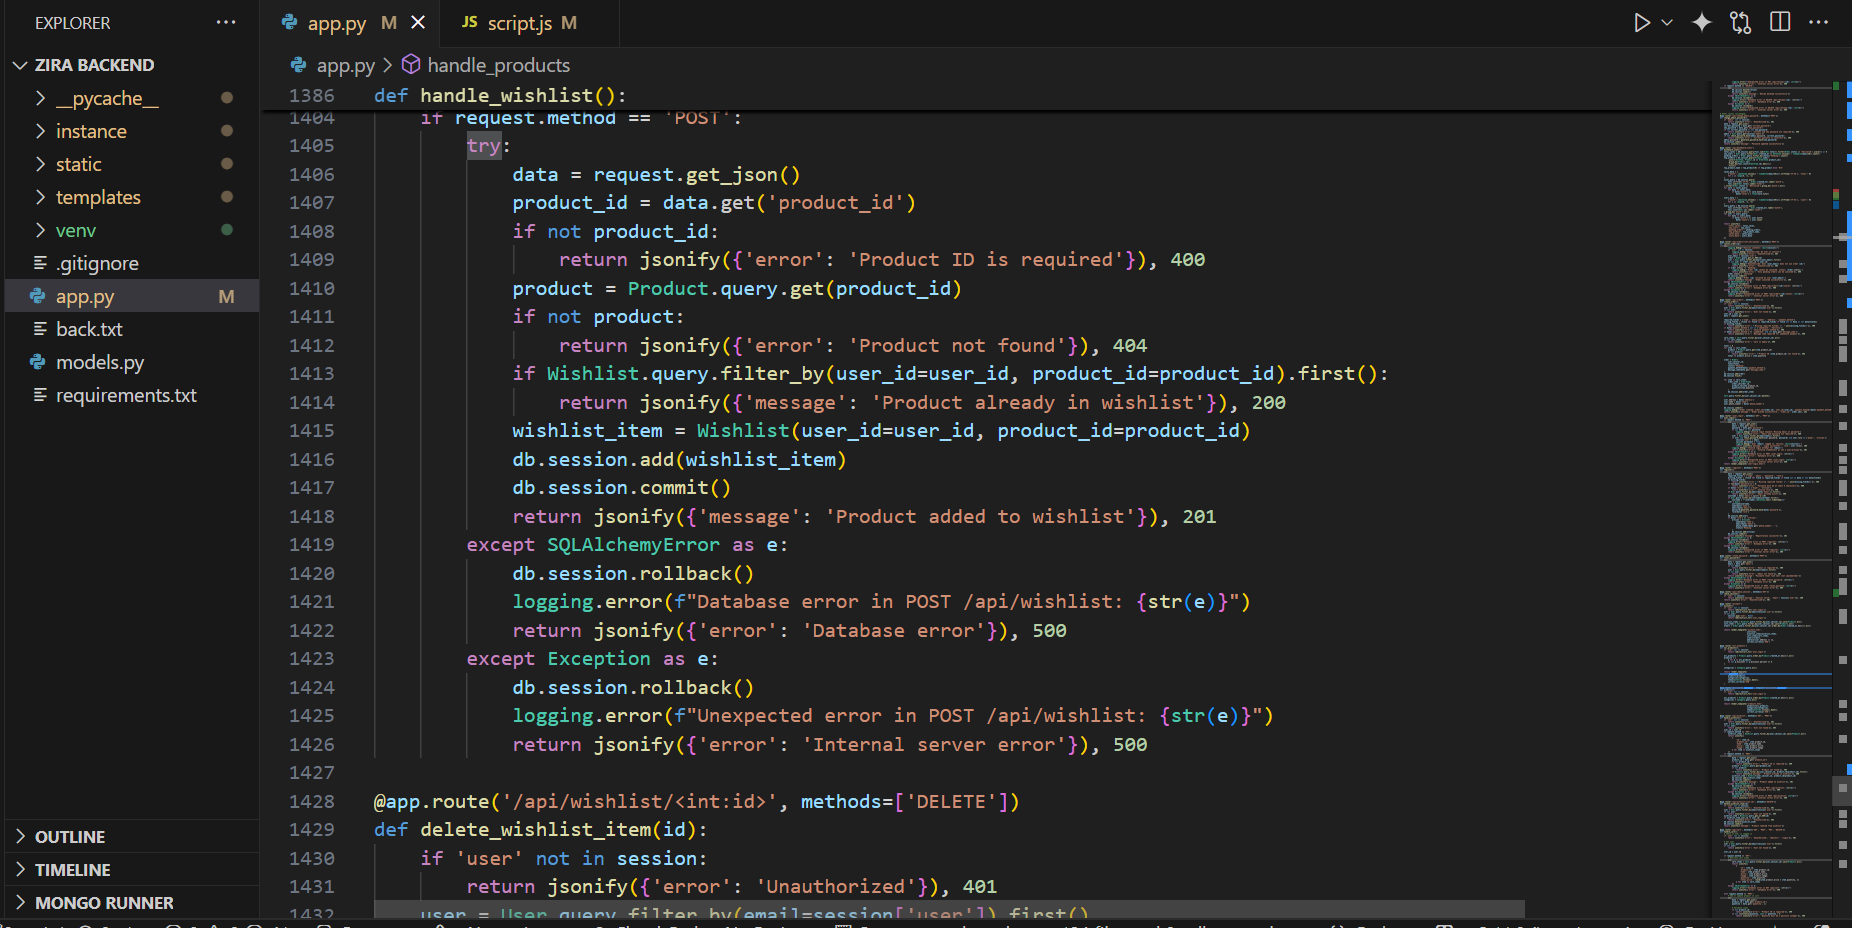 EXPLORER
ZIRA BACKEND
__pycache__
instance
static
templates
venv
.gitignore
app.py M
back.txt
models.py
requirements.txt
OUTLINE
TIMELINE
MONGO RUNNER
app.py M
JS script.js M
app.py > handle_products
1386 def handle_wishlist():
1404 if request.method == 'POST':
1405 try:
1406 data = request.get_json()
1407 product_id = data.get('product_id')
1408 if not product_id:
1409 return jsonify({'error': 'Product ID is required'}), 400
1410 product = Product.query.get(product_id)
1411 if not product:
1412 return jsonify({'error': 'Product not found'}), 404
1413 if Wishlist.query.filter_by(user_id=user_id, product_id=product_id).first():
1414 return jsonify({'message': 'Product already in wishlist'}), 200
1415 wishlist_item = Wishlist(user_id=user_id, product_id=product_id)
1416 db.session.add(wishlist_item)
1417 db.session.commit()
1418 return jsonify({'message': 'Product added to wishlist'}), 201
1419 except SQLAlchemyError as e:
1420 db.session.rollback()
1421 logging.error(f"Database error in POST /api/wishlist: {str(e)}")
1422 return jsonify({'error': 'Database error'}), 500
1423 except Exception as e:
1424 db.session.rollback()
1425 logging.error(f"Unexpected error in POST /api/wishlist: {str(e)}")
1426 return jsonify({'error': 'Internal server error'}), 500
1427
1428 @app.route('/api/wishlist/<int:id>', methods=['DELETE'])
1429 def delete_wishlist_item(id):
1430 if 'user' not in session:
1431 return jsonify({'error': 'Unauthorized'}), 401
1432 user = User.query.filter_by(email=session['user']).first()